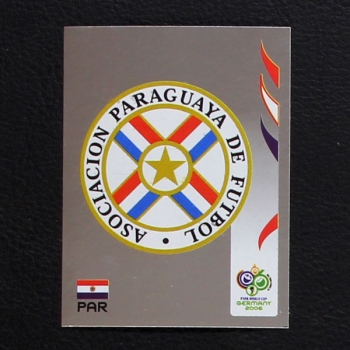 ASOCIACION PARAGUAYA DE FUTBOL
PAR
FIFA WORLD CUP
GERMANY
2006